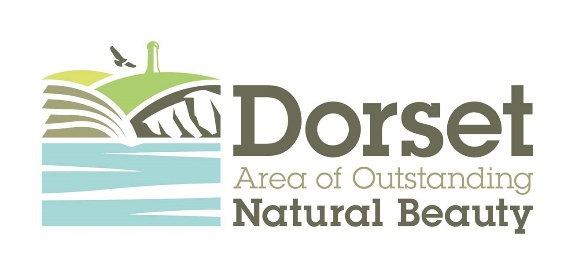 Dorset
Area of Outstanding
Natural Beauty